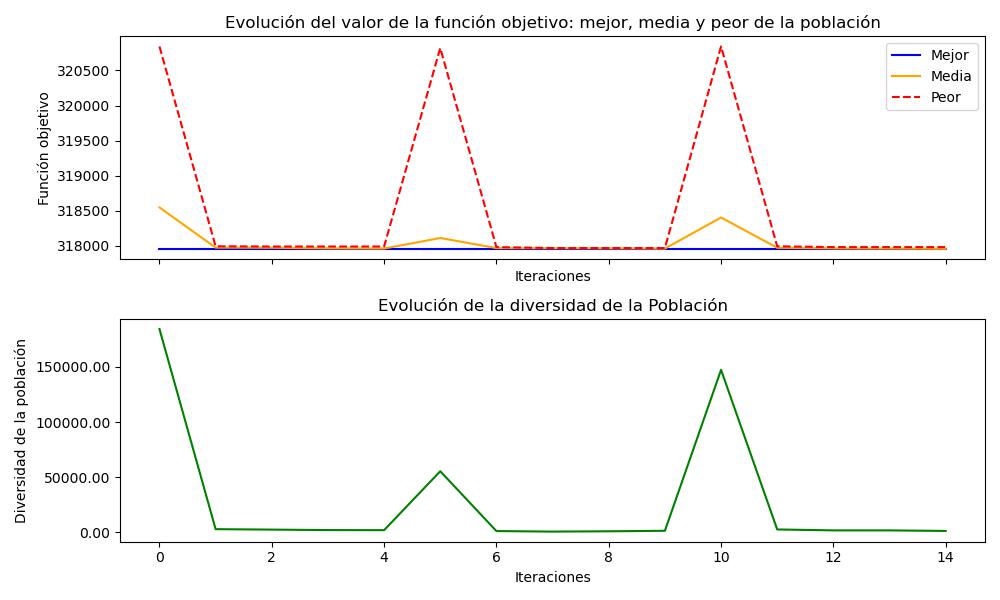 Evolución del valor de la función objetivo: mejor, media y peor de la población
Función objetivo
320500
320000
319500
319000
318500
318000
Mejor
Media
Peor
Iteraciones
Evolución de la diversidad de la Población
Diversidad de la población
150000.00
100000.00
50000.00
0.00
0 2 4 6 8 10 12 14
Iteraciones